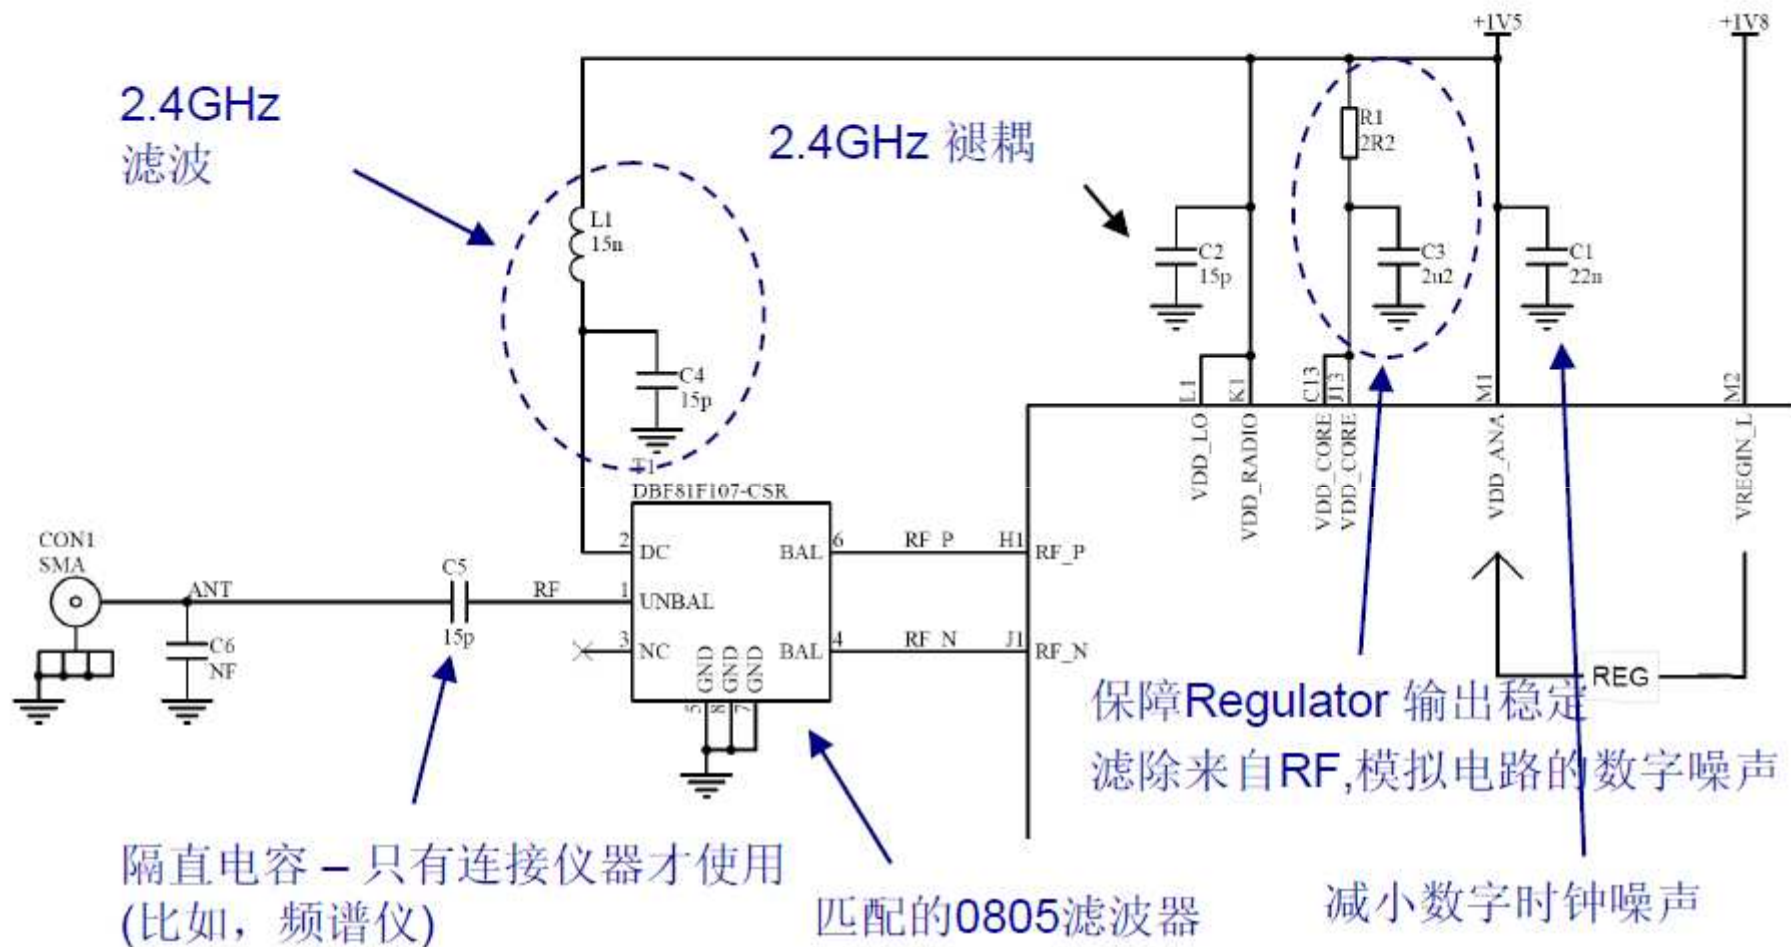 +1V5
+1V8
2.4GHz
滤波
2.4GHz 褪耦
R1
2R2
L1
15n
C2
15p
C3
2u2
C1
22n
C4
15p
L1
K1
C13
J13
M1
M2
VDD_LO
VDD_RADIO
VDD_CORE
VDD_CORE
VDD_ANA
VREGIN_L
T1
DBF81F107-CSR
CON1
SMA
ANT
C5
15p
RF
C6
NF
2
DC
1
UNBAL
3
NC
BAL
6
BAL
4
GND
GND
GND
5
8
7
RF_P
H1
RF_P
RF_N
J1
RF_N
REG
保障Regulator 输出稳定
滤除来自RF,模拟电路的数字噪声
隔直电容 – 只有连接仪器才使用
(比如，频谱仪)
匹配的0805滤波器
减小数字时钟噪声